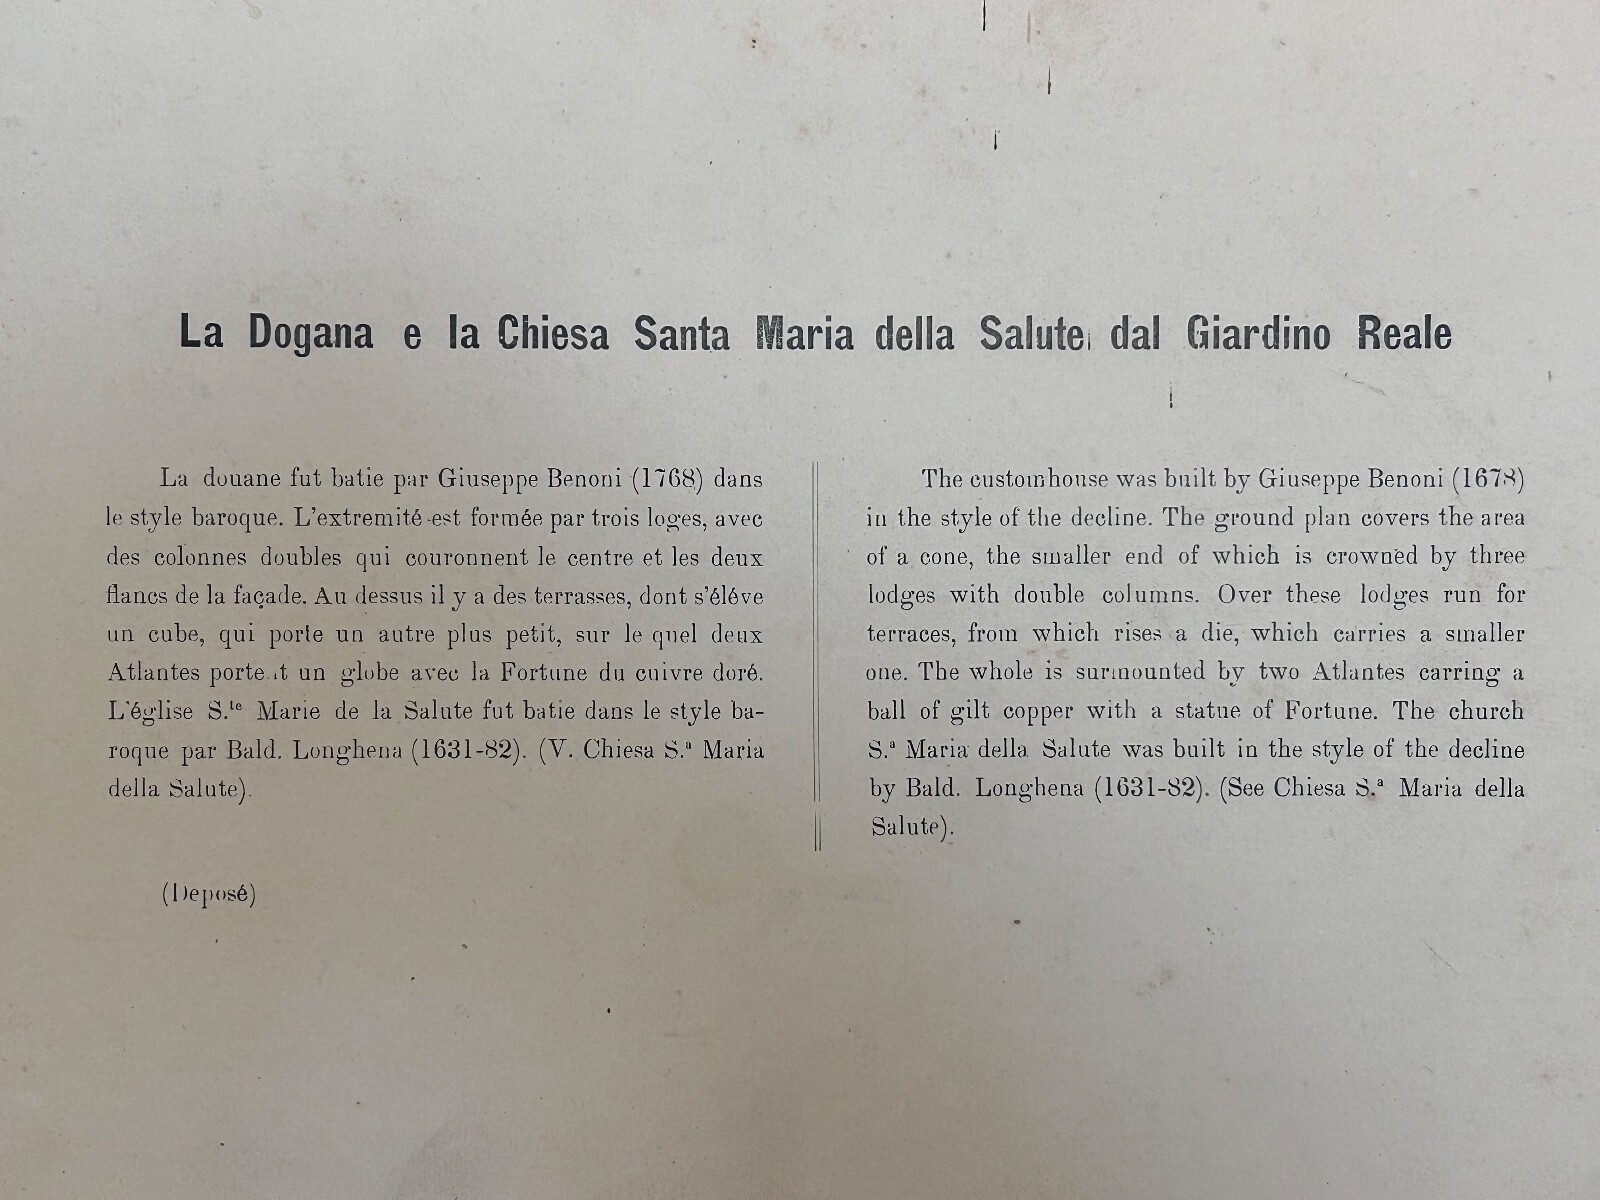 La Dogana e la Chiesa Santa Maria della Salute dal Giardino Reale
La douane fut batie par Giuseppe Benoni (1768) dans
le style baroque. L'extremité est formée par trois loges, avec
des colonnes doubles qui couronnent le centre et les deux
flancs de la façade. Au dessus il y a des terrasses, dont s'éléve
un cube, qui porte un autre plus petit, sur le quel deux
Atlantes portent un globe avec la Fortune du cuivre doré.
L'église S.te Marie de la Salute fut batie dans le style ba-
roque par Bald. Longhena (1631-82). (V. Chiesa S.a Maria
della Salute).
(Deposé)
The customhouse was built by Giuseppe Benoni (1678)
in the style of the decline. The ground plan covers the area
of a cone, the smaller end of which is crowned by three
lodges with double columns. Over these lodges run for
terraces, from which rises a die, which carries a smaller
one. The whole is surmounted by two Atlantes carring a
ball of gilt copper with a statue of Fortune. The church
S.a Maria della Salute was built in the style of the decline
by Bald. Longhena (1631-82). (See Chiesa S.a Maria della
Salute).